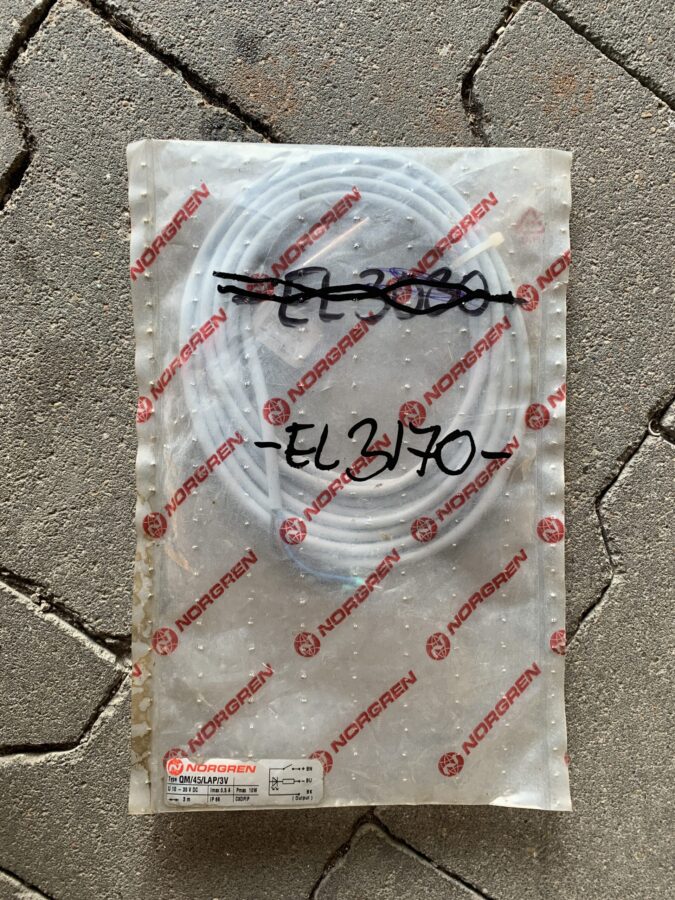 NORGREN
-EL3080-
-EL3170-
NORGREN
Type QM/45/LAP/3V
U 10 - 30 V DC Imax 0,5 A Pmax 10W
3 m IP 66
+ BN
- BU
BK
(Output)